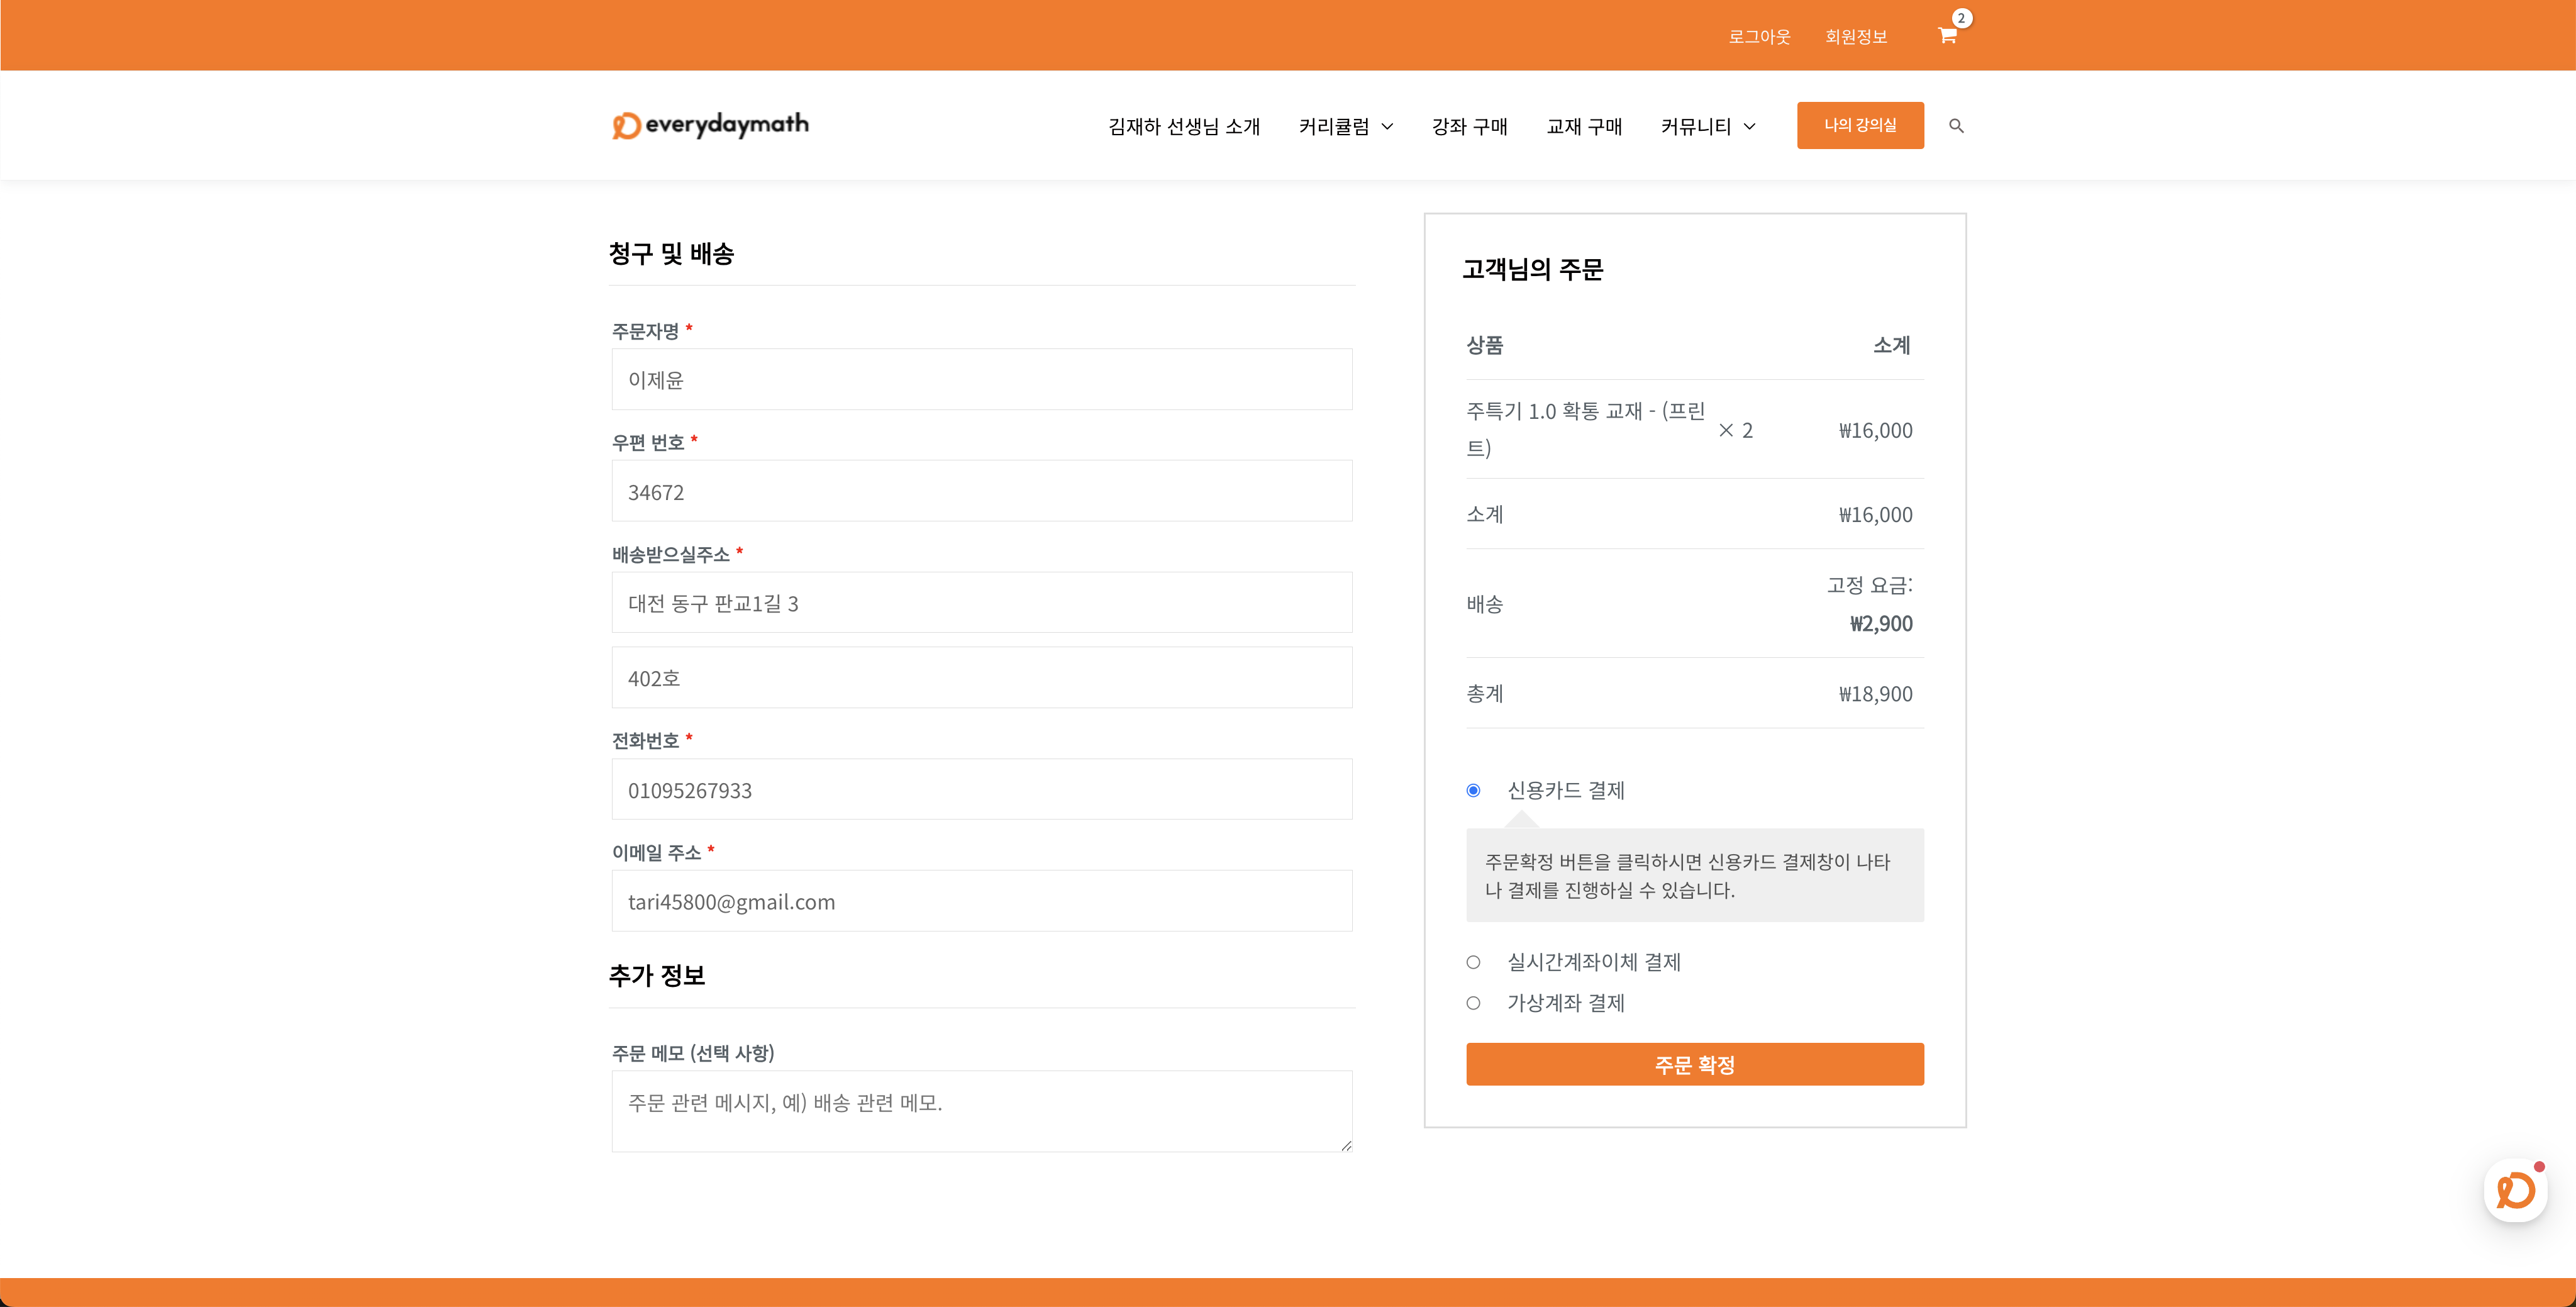 로그아웃
회원정보
2
everydaymath
김재하 선생님 소개
커리큘럼
강좌 구매
교재 구매
커뮤니티
나의 강의실
청구 및 배송
주문자명 *
이제윤
우편 번호 *
34672
배송받으실주소 *
대전 동구 판교1길 3
402호
전화번호 *
01095267933
이메일 주소 *
tari45800@gmail.com
추가 정보
주문 메모 (선택 사항)
주문 관련 메시지, 예) 배송 관련 메모.
고객님의 주문
상품 소계
주특기 1.0 확통 교재 - (프린
트)
× 2
₩16,000
소계 ₩16,000
배송
고정 요금:
₩2,900
총계 ₩18,900
신용카드 결제
주문확정 버튼을 클릭하시면 신용카드 결제창이 나타
나 결제를 진행하실 수 있습니다.
실시간계좌이체 결제
가상계좌 결제
주문 확정